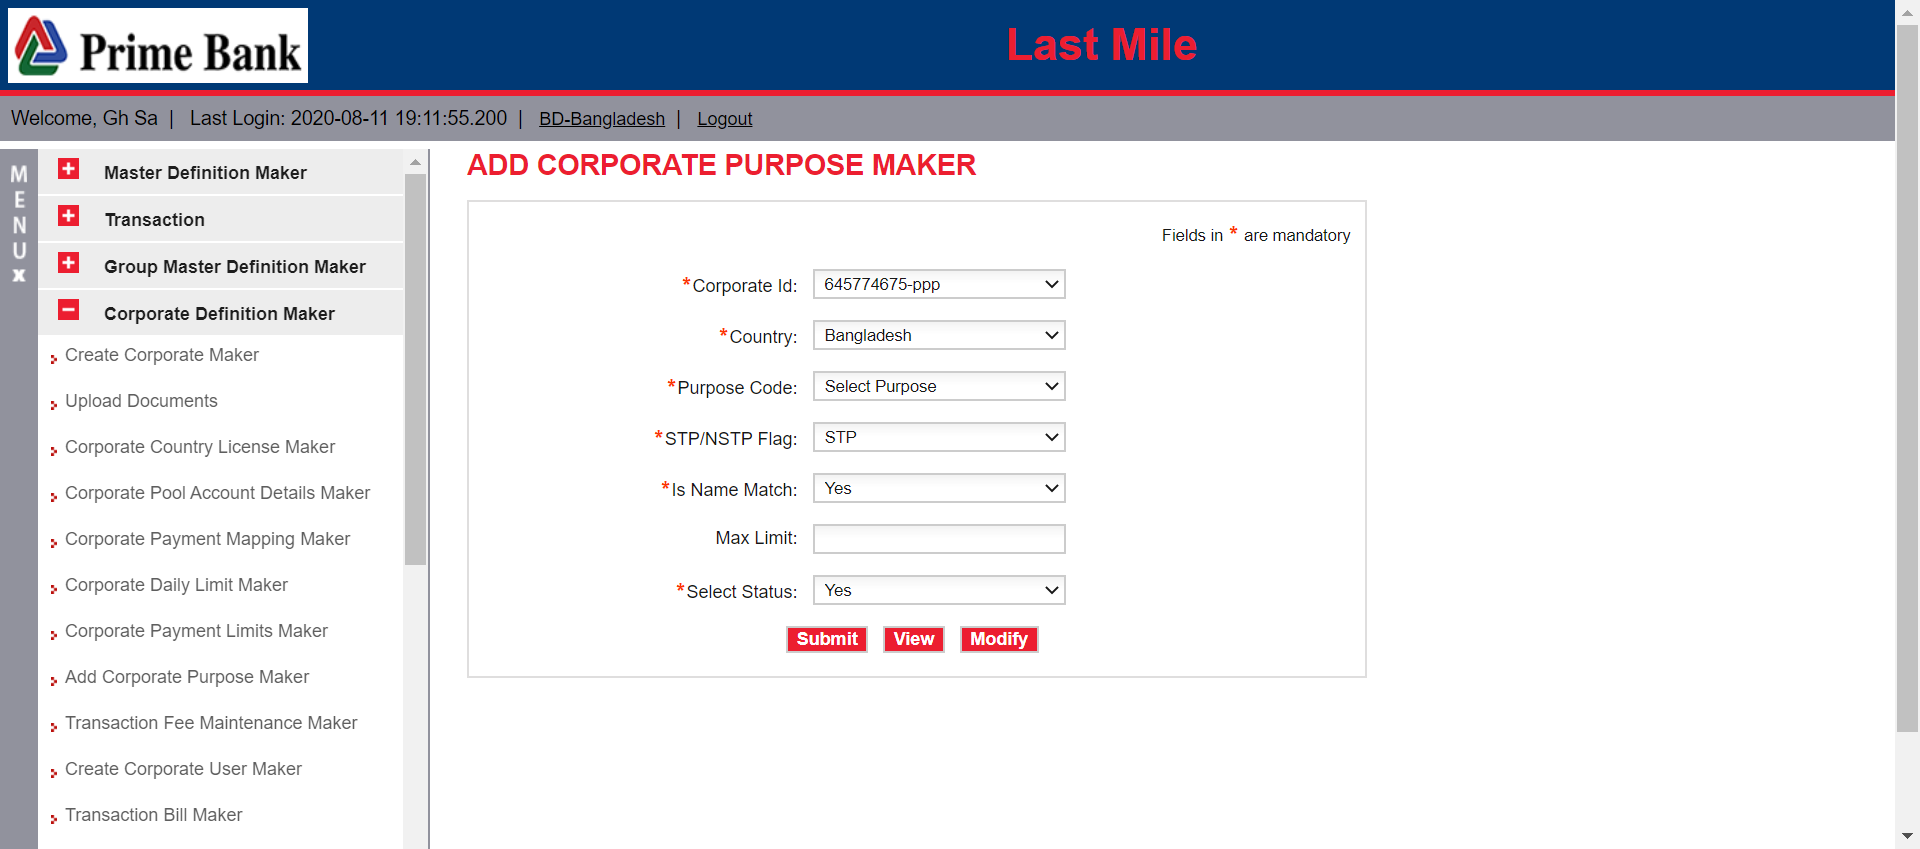 Prime Bank
Last Mile
Welcome, Gh Sa | Last Login: 2020-08-11 19:11:55.200 | BD-Bangladesh | Logout
MENU
x
Master Definition Maker
Transaction
Group Master Definition Maker
Corporate Definition Maker
Create Corporate Maker
Upload Documents
Corporate Country License Maker
Corporate Pool Account Details Maker
Corporate Payment Mapping Maker
Corporate Daily Limit Maker
Corporate Payment Limits Maker
Add Corporate Purpose Maker
Transaction Fee Maintenance Maker
Create Corporate User Maker
Transaction Bill Maker
ADD CORPORATE PURPOSE MAKER
Fields in * are mandatory
*Corporate Id: 645774675-ppp
*Country: Bangladesh
*Purpose Code: Select Purpose
*STP/NSTP Flag: STP
*Is Name Match: Yes
Max Limit:
*Select Status: Yes
Submit View Modify